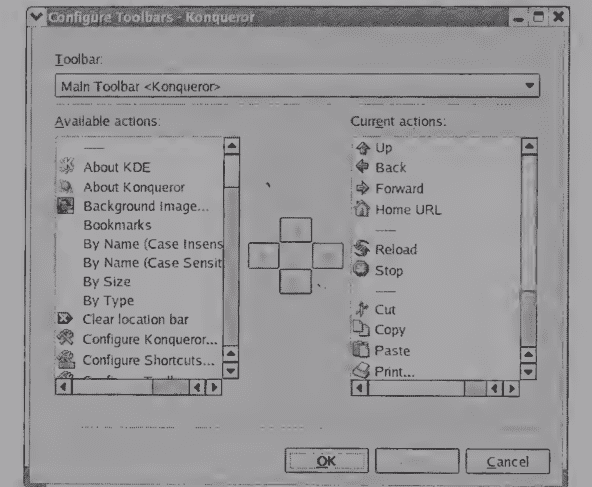 Configure Toolbars - Konqueror
Toolbar:
Main Toolbar <Konqueror>
Available actions:
About KDE
About Konqueror
Background Image...
Bookmarks
By Name (Case Insens
By Name (Case Sensit
By Size
By Type
Clear location bar
Configure Konqueror...
Configure Shortcuts...
Current actions:
Up
Back
Forward
Home URL
Reload
Stop
Cut
Copy
Paste
Print...
OK
Cancel